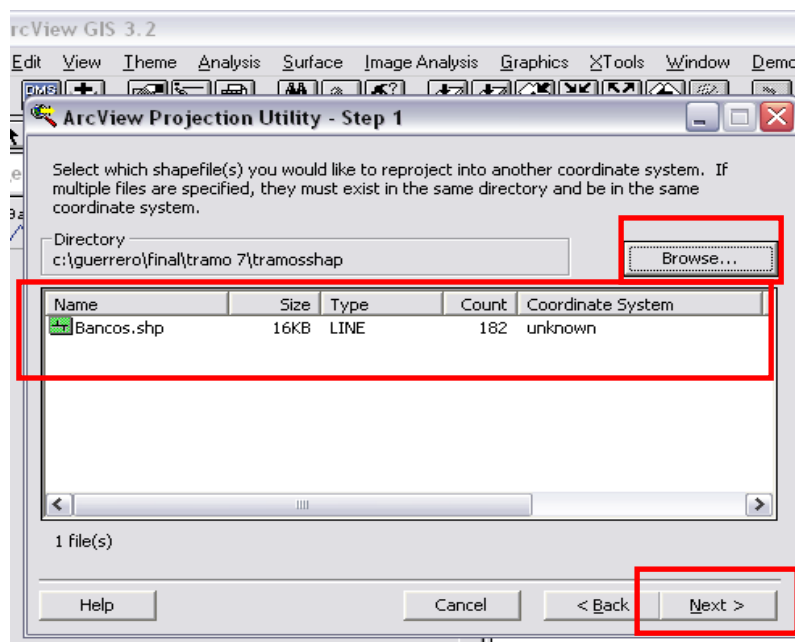 rcView GIS 3.2
Edit View Theme Analysis Surface Image Analysis Graphics XTools Window Demo
DMS
ArcView Projection Utility - Step 1
Select which shapefile(s) you would like to reproject into another coordinate system. If
multiple files are specified, they must exist in the same directory and be in the same
coordinate system.
Directory
c:\guerrero\final\tramo 7\tramosshap
Browse...
Name Size Type Count Coordinate System
Bancos.shp 16KB LINE 182 unknown
1 file(s)
Help Cancel < Back Next >